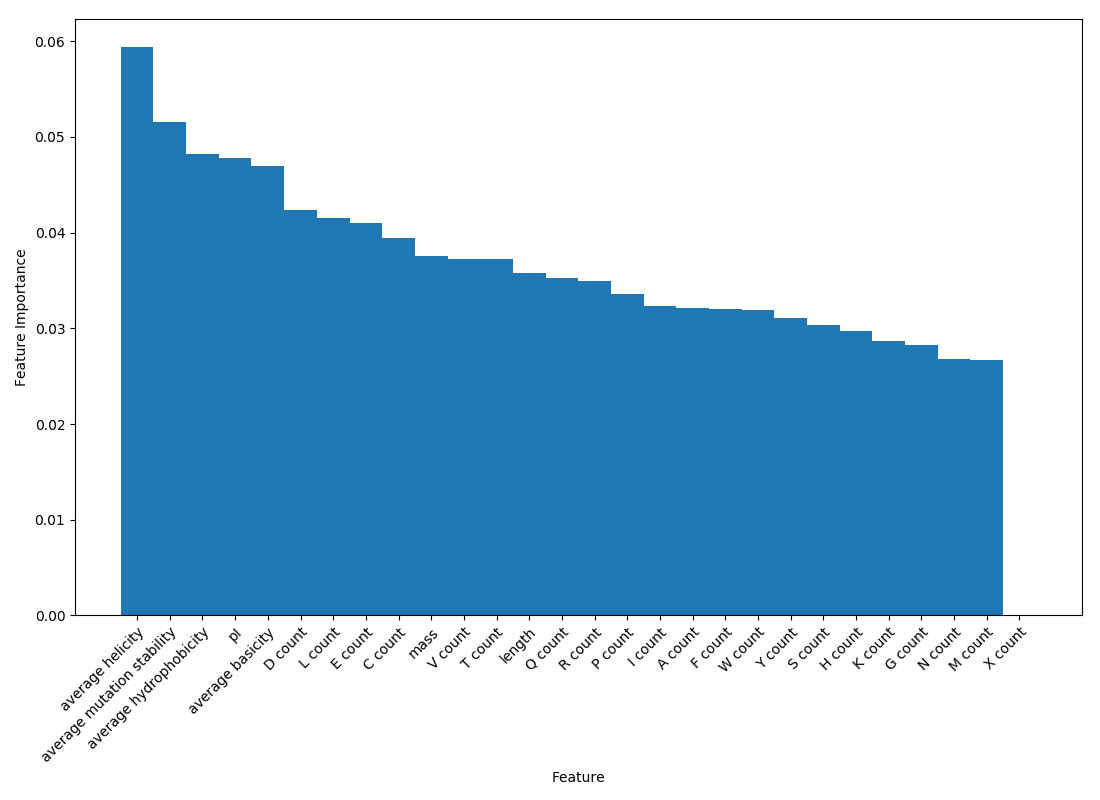 0.06
0.05
0.04
0.03
0.02
0.01
0.00
Feature Importance
average helicity
average mutation stability
average hydrophobicity
pI
average basicity
D count
L count
E count
C count
mass
V count
T count
length
Q count
R count
P count
I count
A count
F count
W count
Y count
S count
H count
K count
G count
N count
M count
X count
Feature